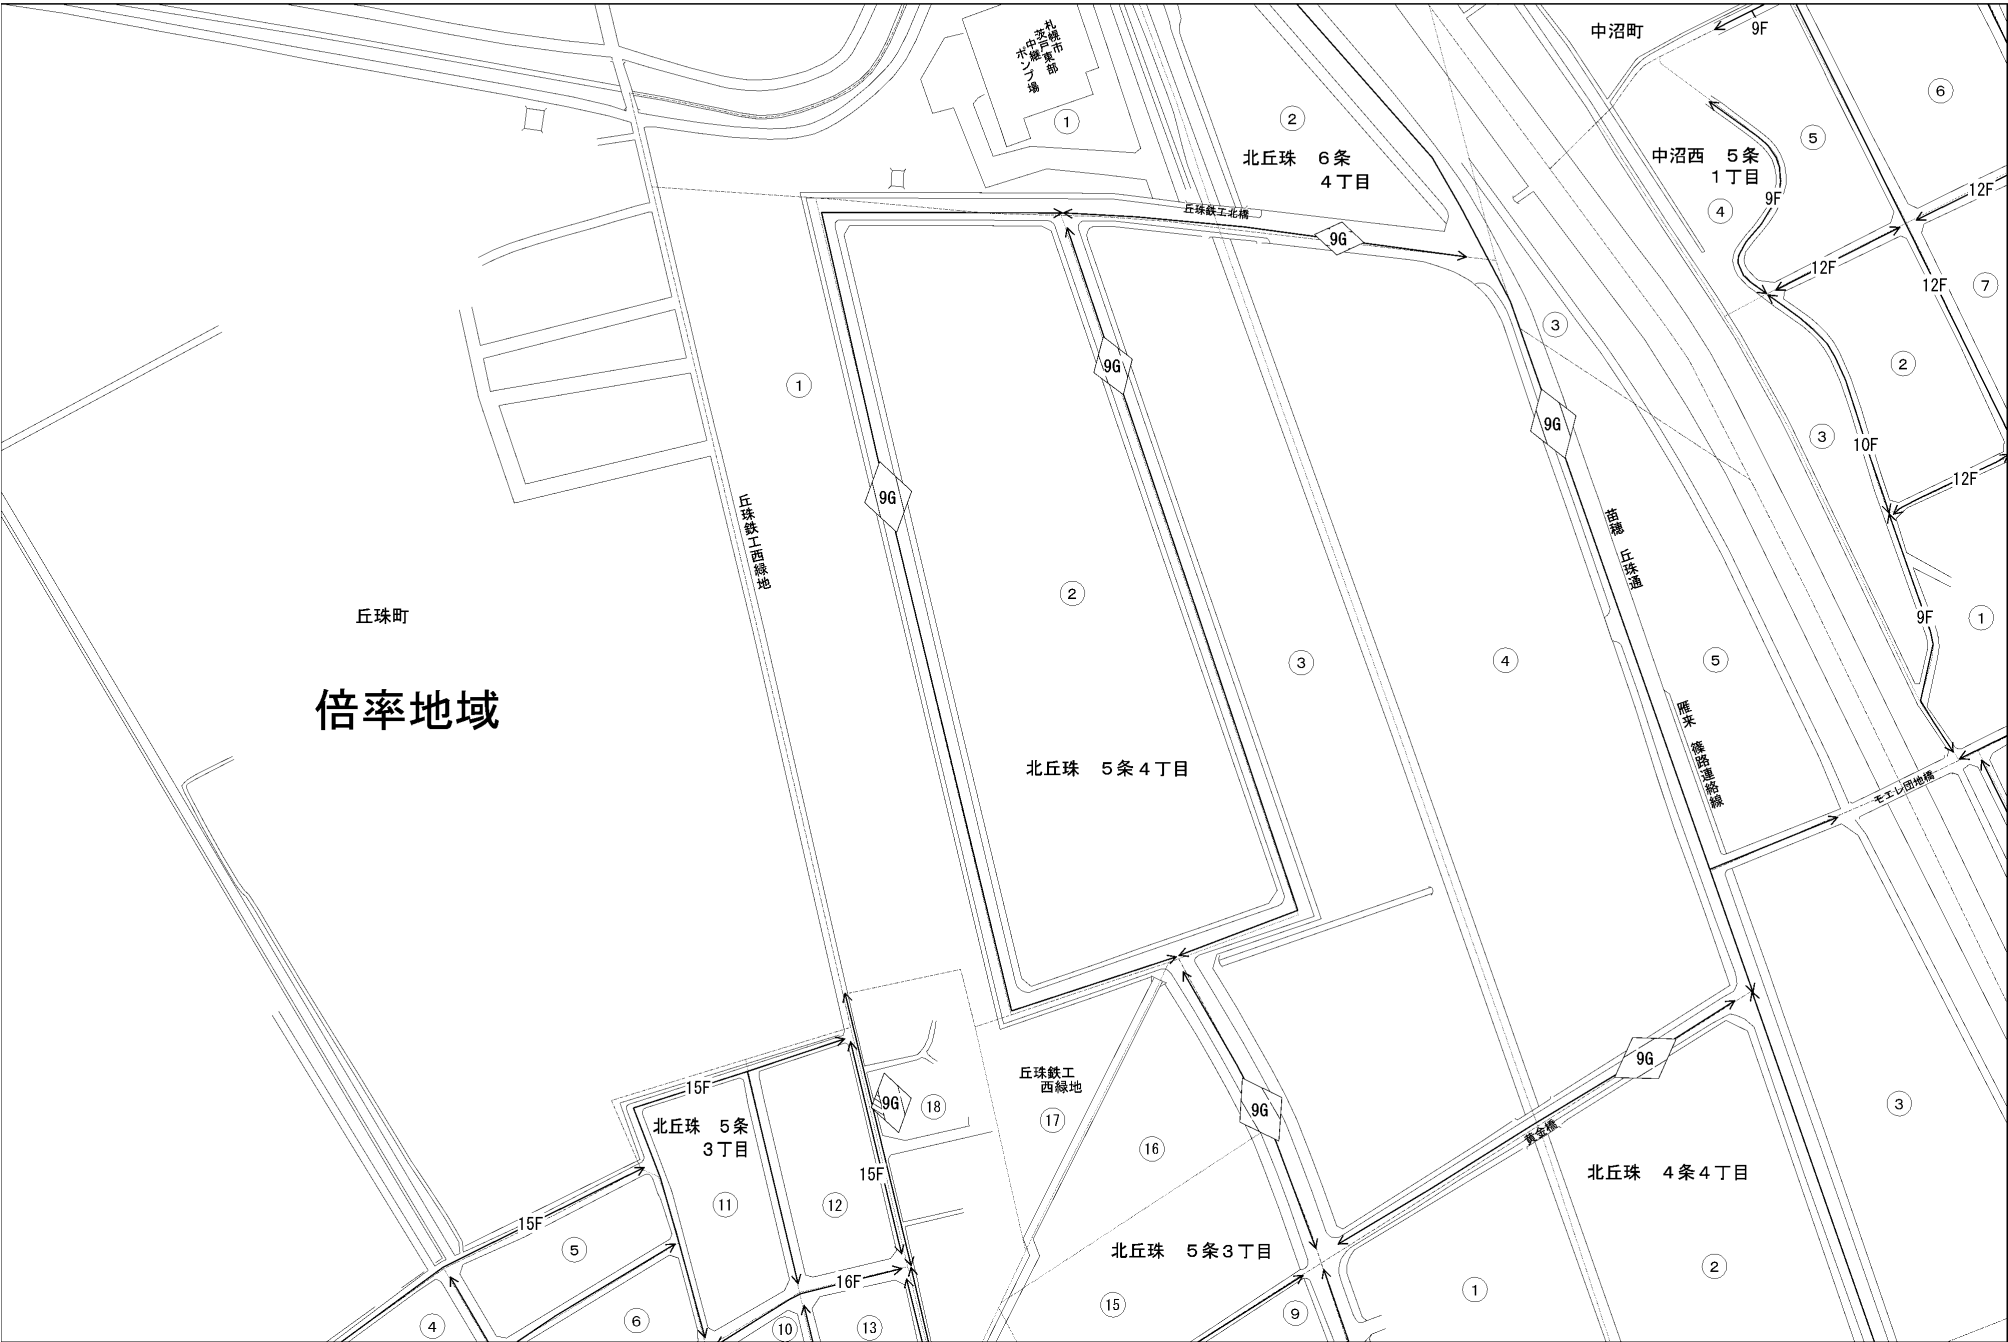 札幌市
茨戸東部
中継
ポンプ場
①
②
北丘珠　６条
４丁目
中沼町
9F
⑥
⑤
中沼西　５条
１丁目
④
9F
12F
12F
12F
⑦
丘珠鉄工北橋
9G
③
②
①
9G
9G
③
10F
12F
9G
丘珠鉄工西緑地
苗穂　丘珠通
②
丘珠町
9F
①
③
④
⑤
倍率地域
雁来　篠路連絡線
北丘珠　５条４丁目
モエレ団地橋
9G
丘珠鉄工
西緑地
15F
9G
⑱
⑰
9G
③
北丘珠　５条
３丁目
黄金橋
⑯
15F
北丘珠　４条４丁目
⑪
⑫
15F
⑤
北丘珠　５条３丁目
②
16F
①
④
⑥
⑩
⑬
⑮
⑨